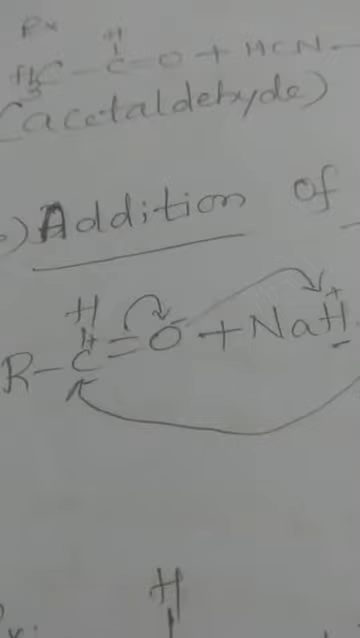 Ex
H
H₃C - C - O + HCN -
(acetaldehyde)
) Addition of
H
R - C = O + NaH
+
H